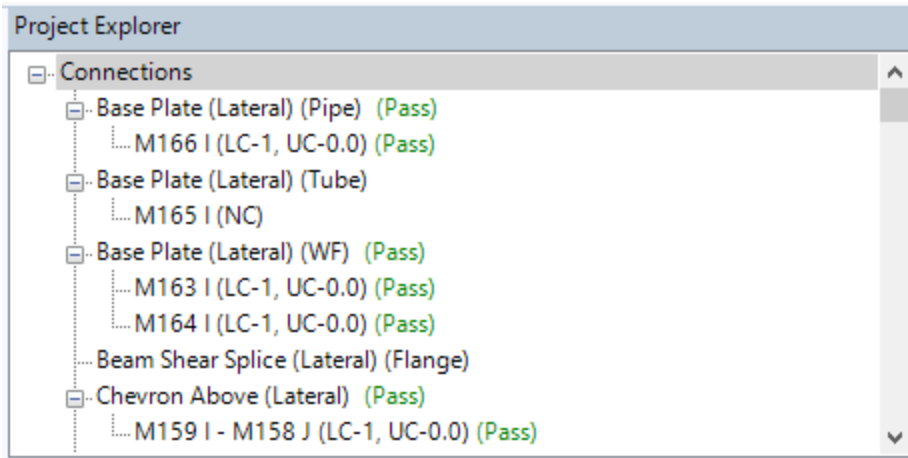 Project Explorer
Connections
Base Plate (Lateral) (Pipe) (Pass)
M166 I (LC-1, UC-0.0) (Pass)
Base Plate (Lateral) (Tube)
M165 I (NC)
Base Plate (Lateral) (WF) (Pass)
M163 I (LC-1, UC-0.0) (Pass)
M164 I (LC-1, UC-0.0) (Pass)
Beam Shear Splice (Lateral) (Flange)
Chevron Above (Lateral) (Pass)
M159 I - M158 J (LC-1, UC-0.0) (Pass)